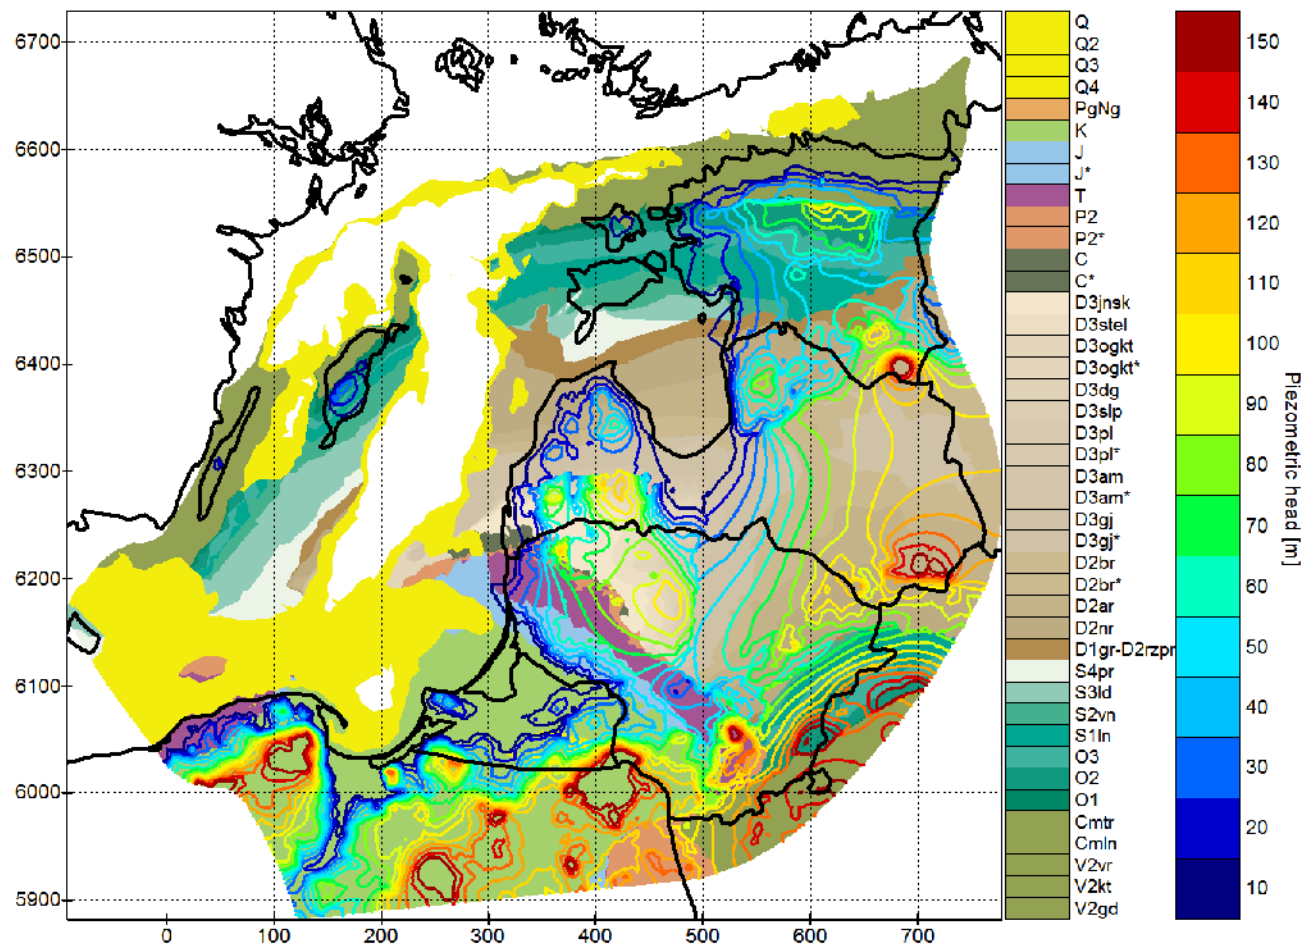 6700
6600
6500
6400
6300
6200
6100
6000
5900
0
100
200
300
400
500
600
700
Q
Q2
Q3
Q4
PgNg
K
J
J*
T
P2
P2*
C
C*
D3jnsk
D3stel
D3ogkt
D3ogkt*
D3dg
D3slp
D3pl
D3pl*
D3am
D3am*
D3gj
D3gj*
D2br
D2br*
D2ar
D2nr
D1gr-D2rzpr
S4pr
S3ld
S2vn
S1ln
O3
O2
O1
Cmtr
Cmln
V2vr
V2kt
V2gd
150
140
130
120
110
100
90
80
70
60
50
40
30
20
10
Piezometric head [m]